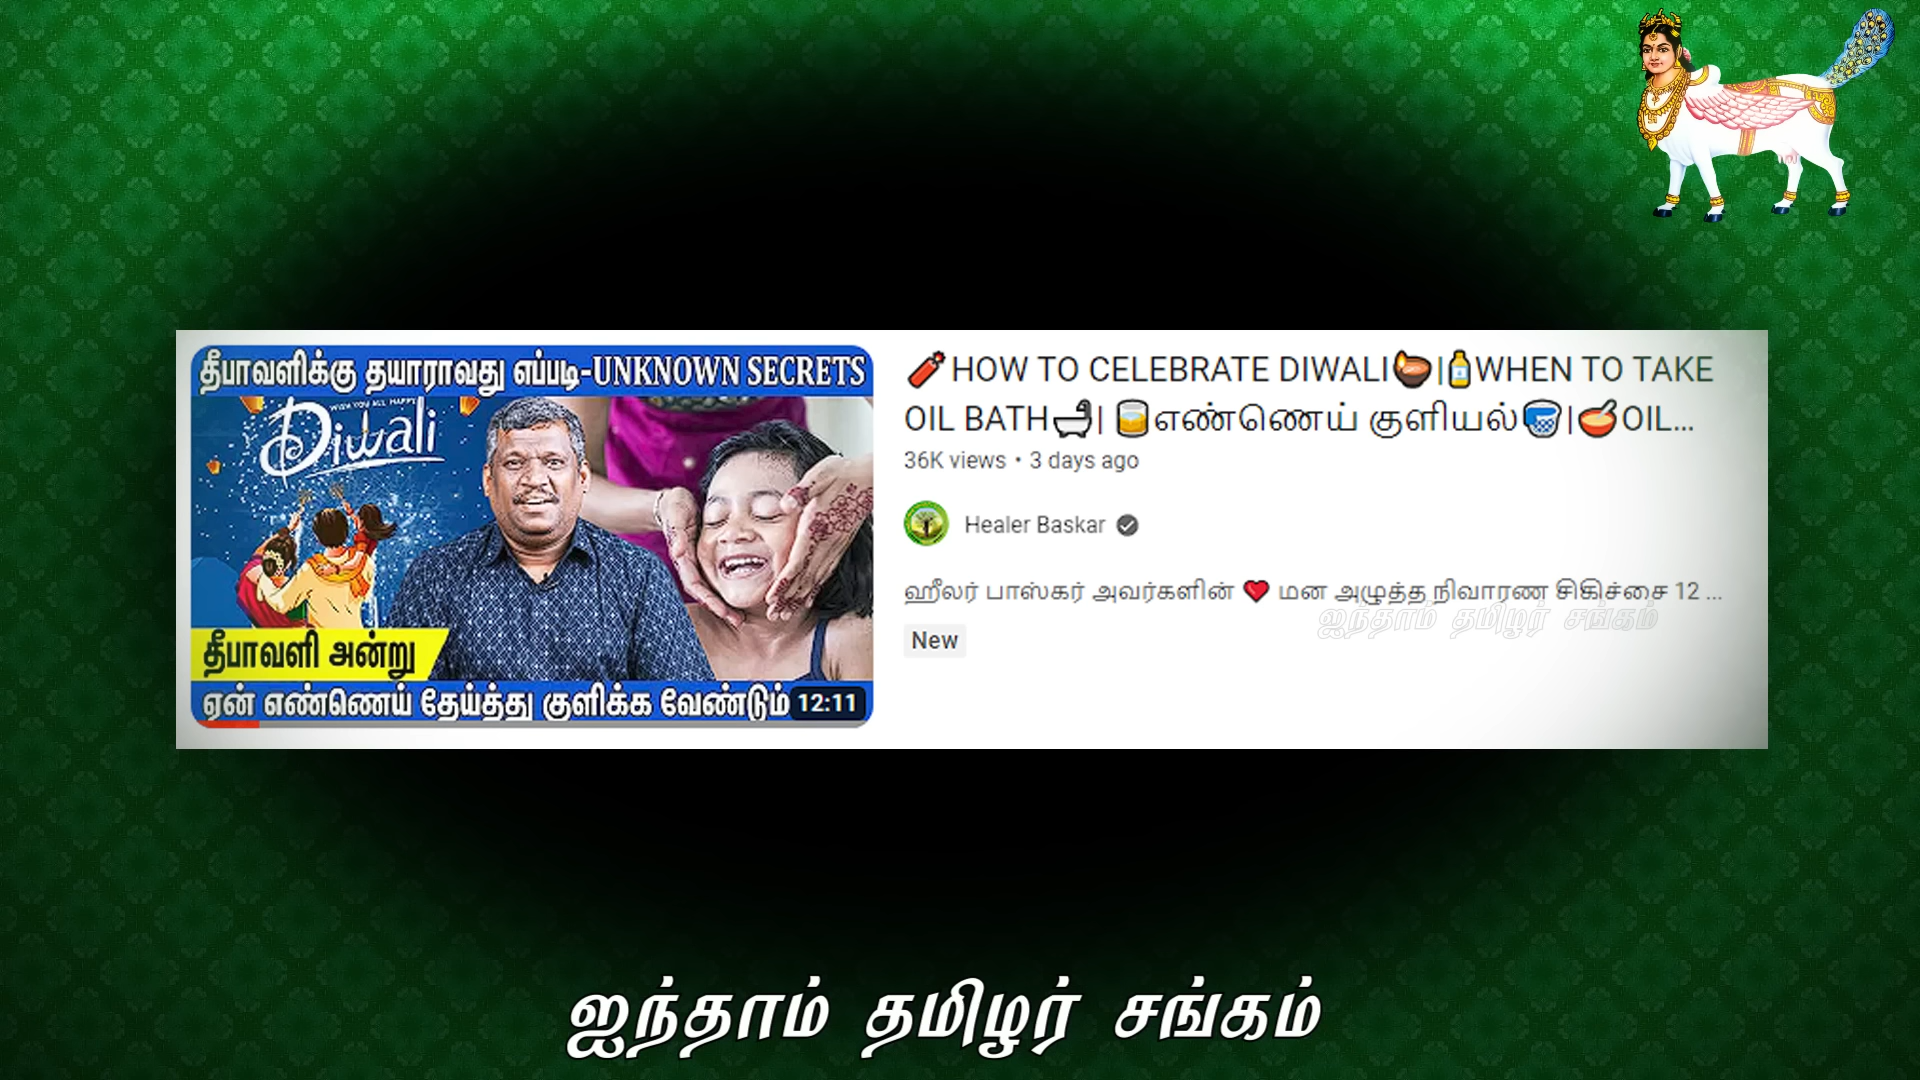 தீபாவளிக்கு தயாராவது எப்படி-UNKNOWN SECRETS
WISH YOU ALL HAPPY
Diwali
தீபாவளி அன்று
ஏன் எண்ணெய் தேய்த்து குளிக்க வேண்டும்
12:11
🧨HOW TO CELEBRATE DIWALI🪔|🧴WHEN TO TAKE
OIL BATH🛁| 🥃எண்ணெய் குளியல்🪣|🥣OIL...
36K views • 3 days ago
Healer Baskar
ஹீலர் பாஸ்கர் அவர்களின் ❤️ மன அழுத்த நிவாரண சிகிச்சை 12 ...
ஐந்தாம் தமிழர் சங்கம்
New
ஐந்தாம் தமிழர் சங்கம்